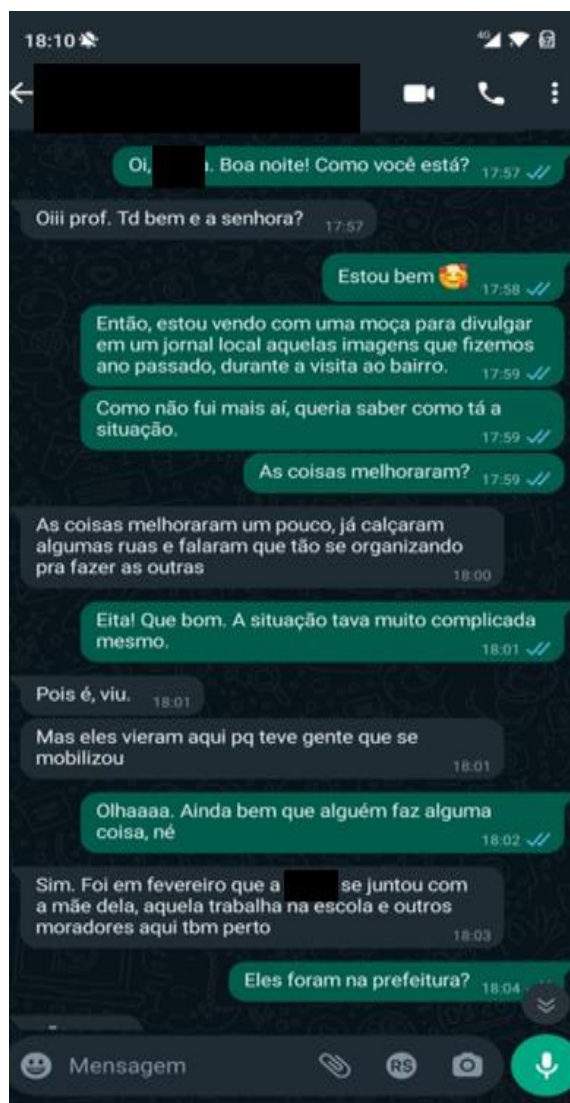 18:10
4G
Oi, . Boa noite! Como você está? 17:57
Oiii prof. Td bem e a senhora? 17:57
Estou bem 🥰 17:58
Então, estou vendo com uma moça para divulgar
em um jornal local aquelas imagens que fizemos
ano passado, durante a visita ao bairro. 17:59
Como não fui mais aí, queria saber como tá a
situação. 17:59
As coisas melhoraram? 17:59
As coisas melhoraram um pouco, já calçaram
algumas ruas e falaram que tão se organizando
pra fazer as outras 18:00
Eita! Que bom. A situação tava muito complicada
mesmo. 18:01
Pois é, viu. 18:01
Mas eles vieram aqui pq teve gente que se
mobilizou 18:01
Olhaaaa. Ainda bem que alguém faz alguma
coisa, né 18:02
Sim. Foi em fevereiro que a se juntou com
a mãe dela, aquela trabalha na escola e outros
moradores aqui tbm perto 18:03
Eles foram na prefeitura? 18:04
Mensagem
RS